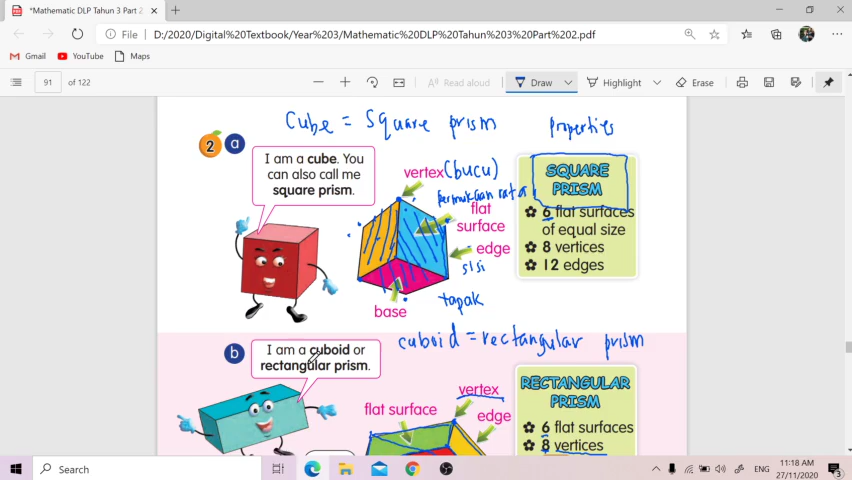 *Mathematic DLP Tahun 3 Part 2
File
D:/2020/Digital%20Textbook/Year%203/Mathematic%20DLP%20Tahun%203%20Part%202.pdf
Gmail
YouTube
Maps
91
of 122
Read aloud
Draw
Highlight
Erase
Cube = Square prism
properties
2
a
I am a cube. You
can also call me
square prism.
vertex (bucu)
permukaan rata
flat
surface
edge
sisi
base
tapak
SQUARE
PRISM
6 flat surfaces
of equal size
8 vertices
12 edges
cuboid = rectangular prism
b
I am a cuboid or
rectangular prism.
flat surface
vertex
edge
RECTANGULAR
PRISM
6 flat surfaces
8 vertices
Search
ENG
11:18 AM
27/11/2020
3